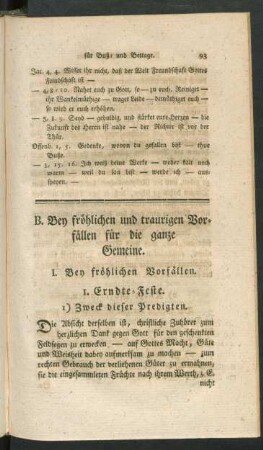 für Buß- und Bettage. 93
Jac. 4, 4. Wisset ihr nicht, daß der Welt Freundschaft Gottes
Feindschaft ist —
— 4, 8-10. Nahet euch zu Gott, so — zu euch. Reiniget —
ihr Wankelmüthige — traget Leide — demüthiget euch —
so wird er euch erhöhen.
— 5, 8. 9. Seyd — geduldig, und stärket eure Herzen — die
Zukunft des Herrn ist nahe — der Richter ist vor der
Thür.
Offenb. 2, 5. Gedenke, wovon du gefallen bist — thue
Buße.
— 3, 15. 16. Ich weiß deine Werke — weder kalt noch
warm — weil du lau bist — werde ich — aus-
speyen. —
B. Bey fröhlichen und traurigen Vor-
fällen für die ganze
Gemeine.
I. Bey fröhlichen Vorfällen.
1. Erndte-Feste.
1) Zweck dieser Predigten.
Die Absicht derselben ist, christliche Zuhörer zum
herzlichen Dank gegen Gott für den geschenkten
Feldsegen zu erwecken, — auf Gottes Macht, Güte
und Weisheit dabey aufmerksam zu machen — zum
rechten Gebrauch der verliehenen Güter zu ermahnen,
sie die eingesammleten Früchte nach ihrem Werth, z. E.
nicht